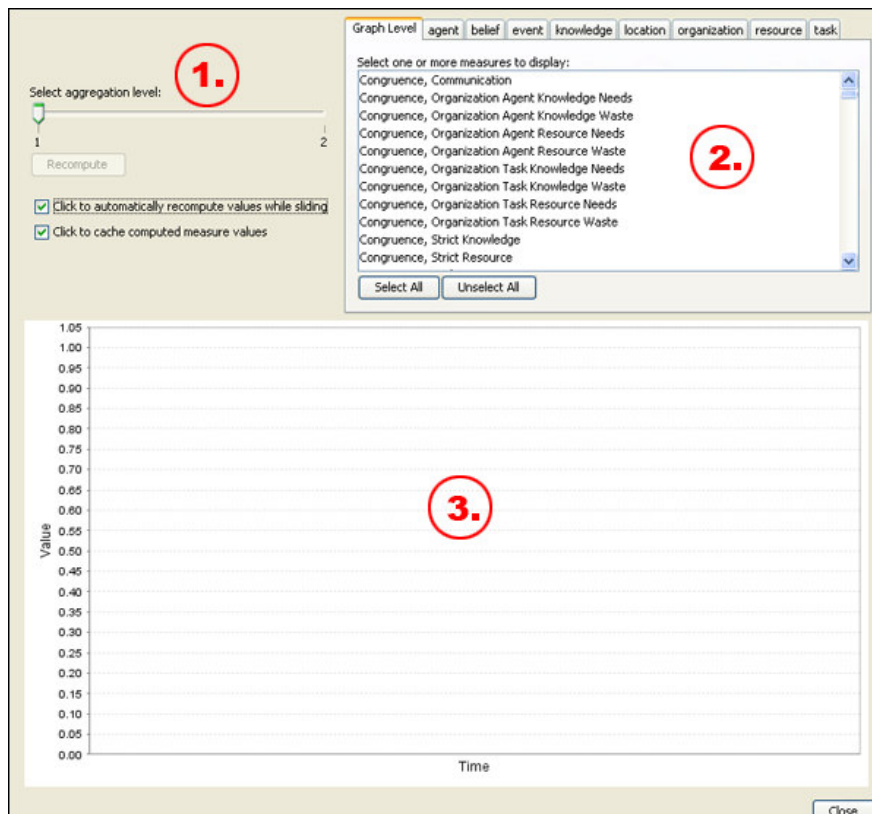 Graph Level agent belief event knowledge location organization resource task
1.
Select aggregation level:
1 2
Recompute
Click to automatically recompute values while sliding
Click to cache computed measure values
Select one or more measures to display:
Congruence, Communication
Congruence, Organization Agent Knowledge Needs
Congruence, Organization Agent Knowledge Waste
Congruence, Organization Agent Resource Needs
Congruence, Organization Agent Resource Waste
Congruence, Organization Task Knowledge Needs
Congruence, Organization Task Knowledge Waste
Congruence, Organization Task Resource Needs
Congruence, Organization Task Resource Waste
Congruence, Strict Knowledge
Congruence, Strict Resource
2.
Select All Unselect All
1.05
1.00
0.95
0.90
0.85
0.80
0.75
0.70
0.65
0.60
0.55
0.50
0.45
0.40
0.35
0.30
0.25
0.20
0.15
0.10
0.05
0.00
Value
3.
Time
Close